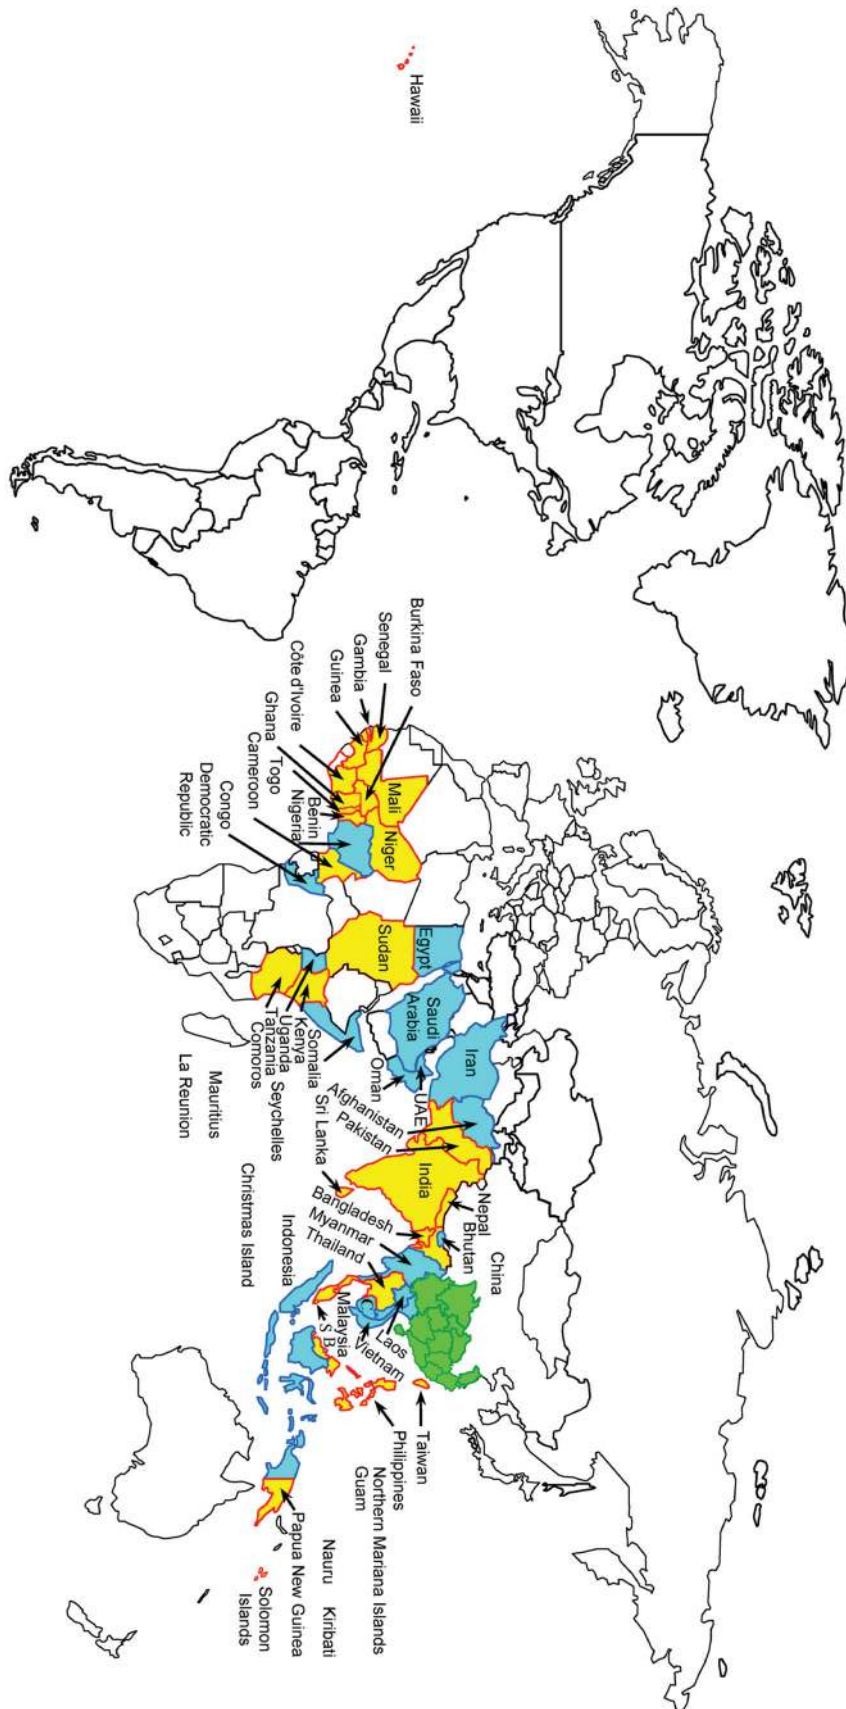 Hawaii
Burkina Faso
Senegal
Gambia
Guinea
Côte d'Ivoire
Ghana
Togo
Benin
Nigeria
Cameroon
Congo
Democratic
Republic
Mali
Niger
Sudan
Egypt
Saudi
Arabia
Iran
Oman
UAE
Afghanistan
Pakistan
India
Nepal
Bhutan
China
Somalia
Kenya
Uganda
Tanzania
Comoros
Seychelles
Mauritius
La Reunion
Sri Lanka
Bangladesh
Myanmar
Thailand
Laos
Vietnam
C
Malaysia
S
B
Indonesia
Christmas Island
Taiwan
Philippines
Northern Mariana Islands
Guam
Nauru
Kiribati
Papua New Guinea
Solomon
Islands